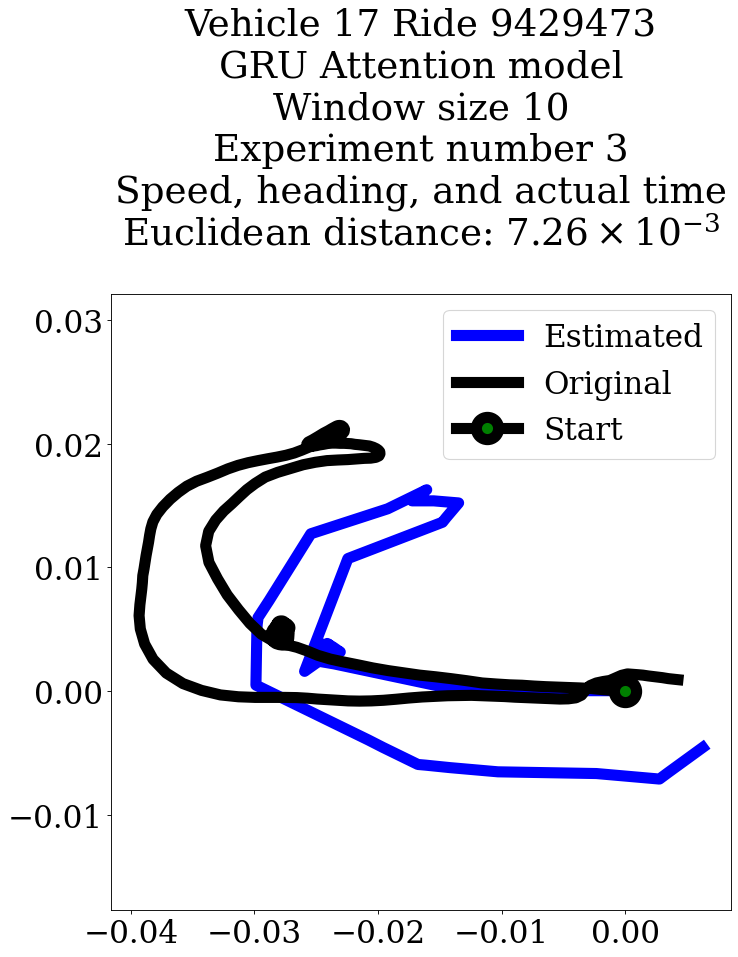 Vehicle 17 Ride 9429473
GRU Attention model
Window size 10
Experiment number 3
Speed, heading, and actual time
Euclidean distance: 7.26 × 10⁻³
Estimated
Original
Start
0.03
0.02
0.01
0.00
−0.01
−0.04 −0.03 −0.02 −0.01 0.00